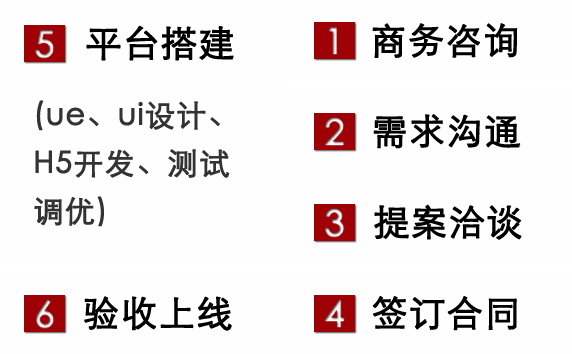 5 平台搭建
(ue、ui设计、
H5开发、测试
调优)
6 验收上线
1 商务咨询
2 需求沟通
3 提案洽谈
4 签订合同